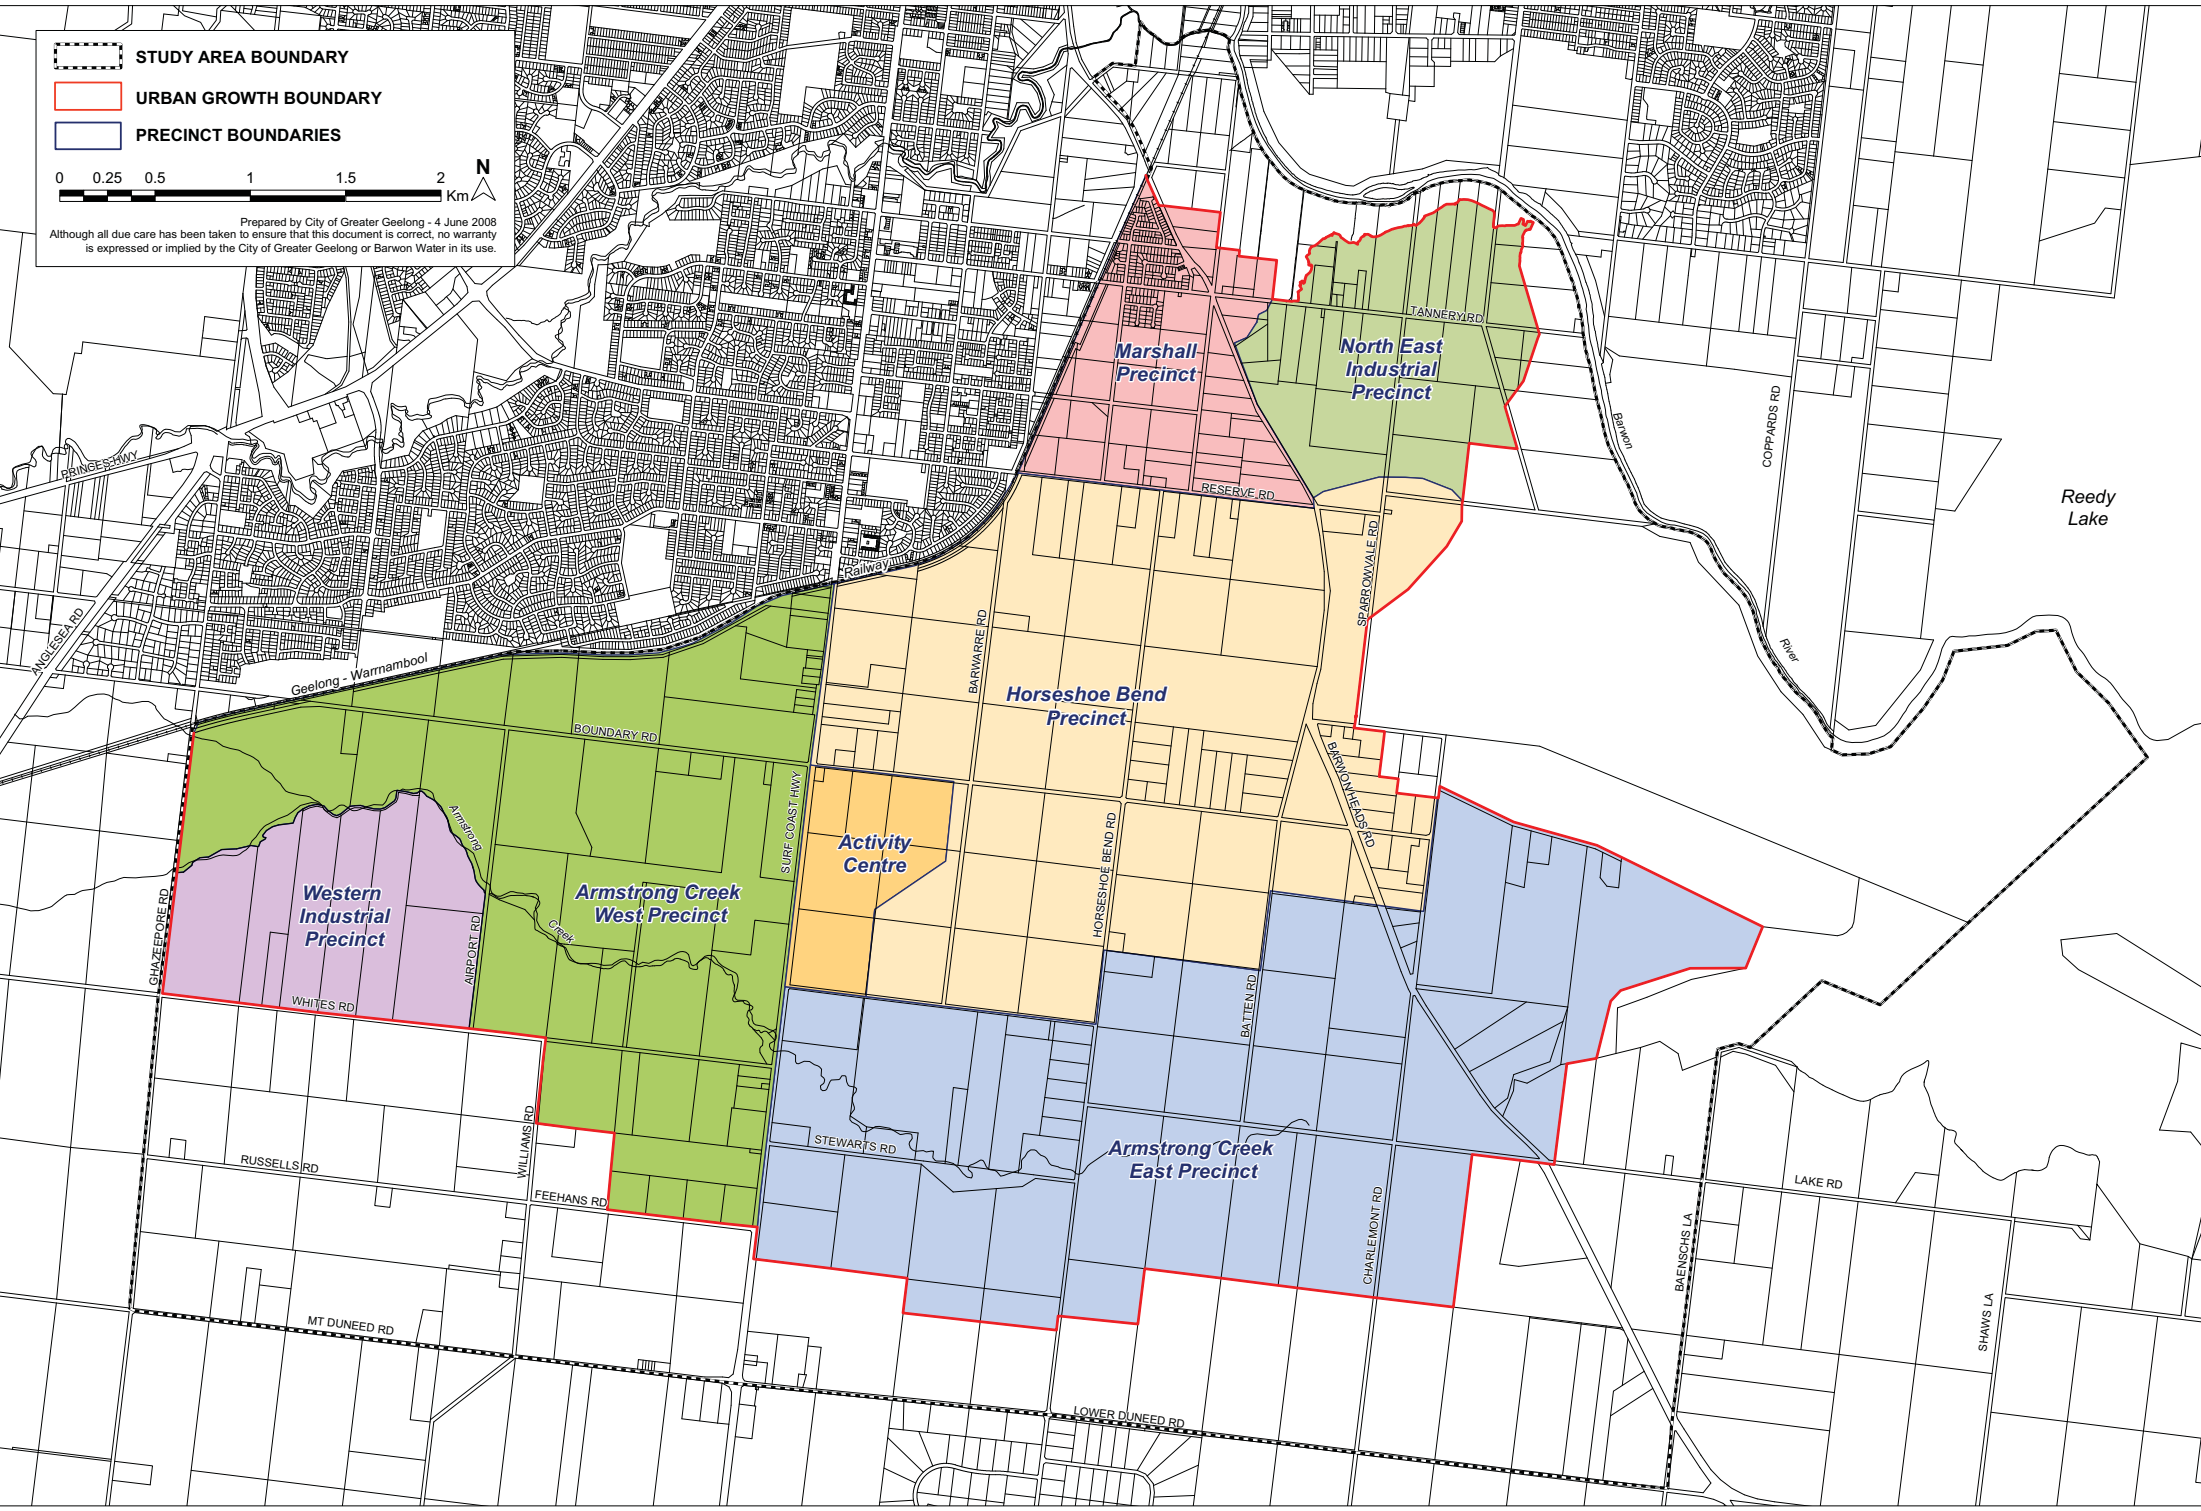 STUDY AREA BOUNDARY
URBAN GROWTH BOUNDARY
PRECINCT BOUNDARIES
0 0.25 0.5 1 1.5 2
Km
N
Prepared by City of Greater Geelong - 4 June 2008
Although all due care has been taken to ensure that this document is correct, no warranty
is expressed or implied by the City of Greater Geelong or Barwon Water in its use.
TANNERY RD
Marshall
Precinct
North East
Industrial
Precinct
COPPARDS RD
Barwon
PRINCES HWY
RESERVE RD
Reedy
Lake
SPARROWVALE RD
Railway
ANGLESEA RD
BARWARRE RD
River
Geelong - Warrnambool
Horseshoe Bend
Precinct
BOUNDARY RD
BARWON HEADS RD
SURF COAST HWY
Armstrong
Activity
Centre
HORSESHOE BEND RD
Western
Industrial
Precinct
Armstrong Creek
West Precinct
GHAZEEPORE RD
AIRPORT RD
Creek
WHITES RD
BATTEN RD
WILLIAMS RD
STEWARTS RD
Armstrong Creek
East Precinct
RUSSELLS RD
FEEHANS RD
LAKE RD
CHARLEMONT RD
BAENSCHS LA
SHAWS LA
MT DUNEED RD
LOWER DUNEED RD